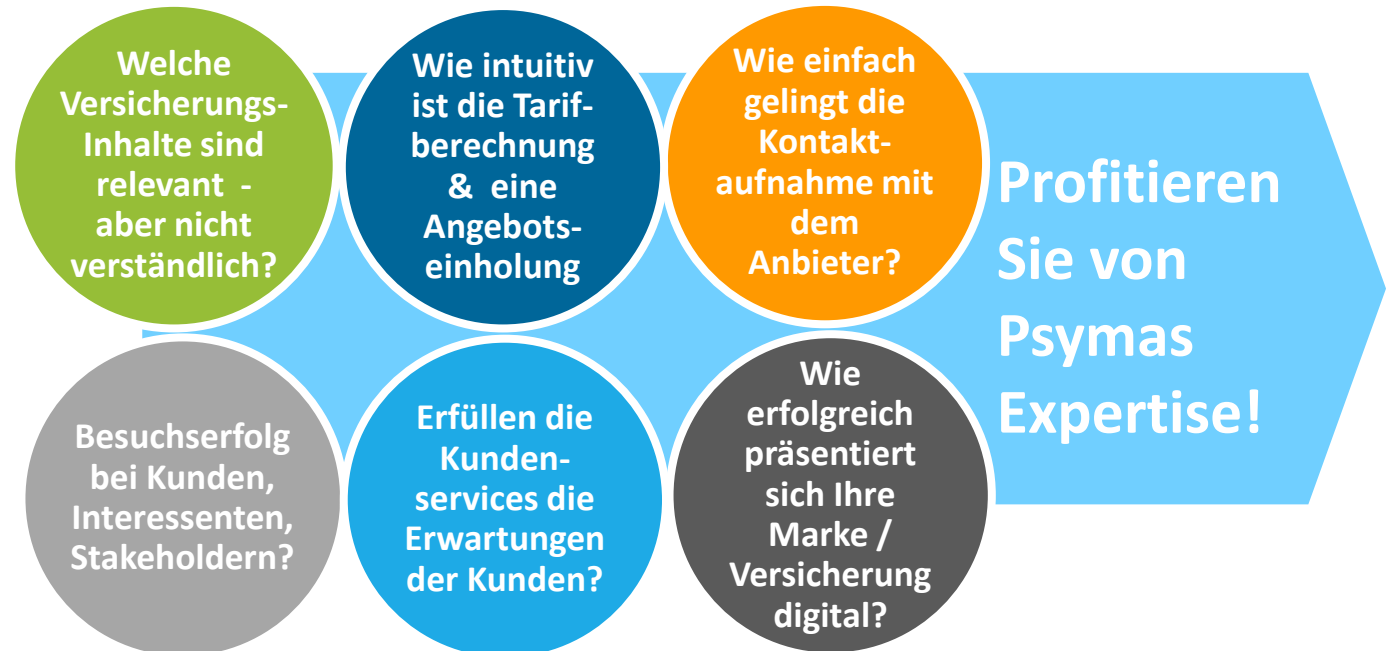 Welche
Versicherungs-
Inhalte sind
relevant -
aber nicht
verständlich?
Wie intuitiv
ist die Tarif-
berechnung
& eine
Angebots-
einholung
Wie einfach
gelingt die
Kontakt-
aufnahme mit
dem
Anbieter?
Besuchserfolg
bei Kunden,
Interessenten,
Stakeholdern?
Erfüllen die
Kunden-
services die
Erwartungen
der Kunden?
Wie
erfolgreich
präsentiert
sich Ihre
Marke /
Versicherung
digital?
Profitieren
Sie von
Psymas
Expertise!